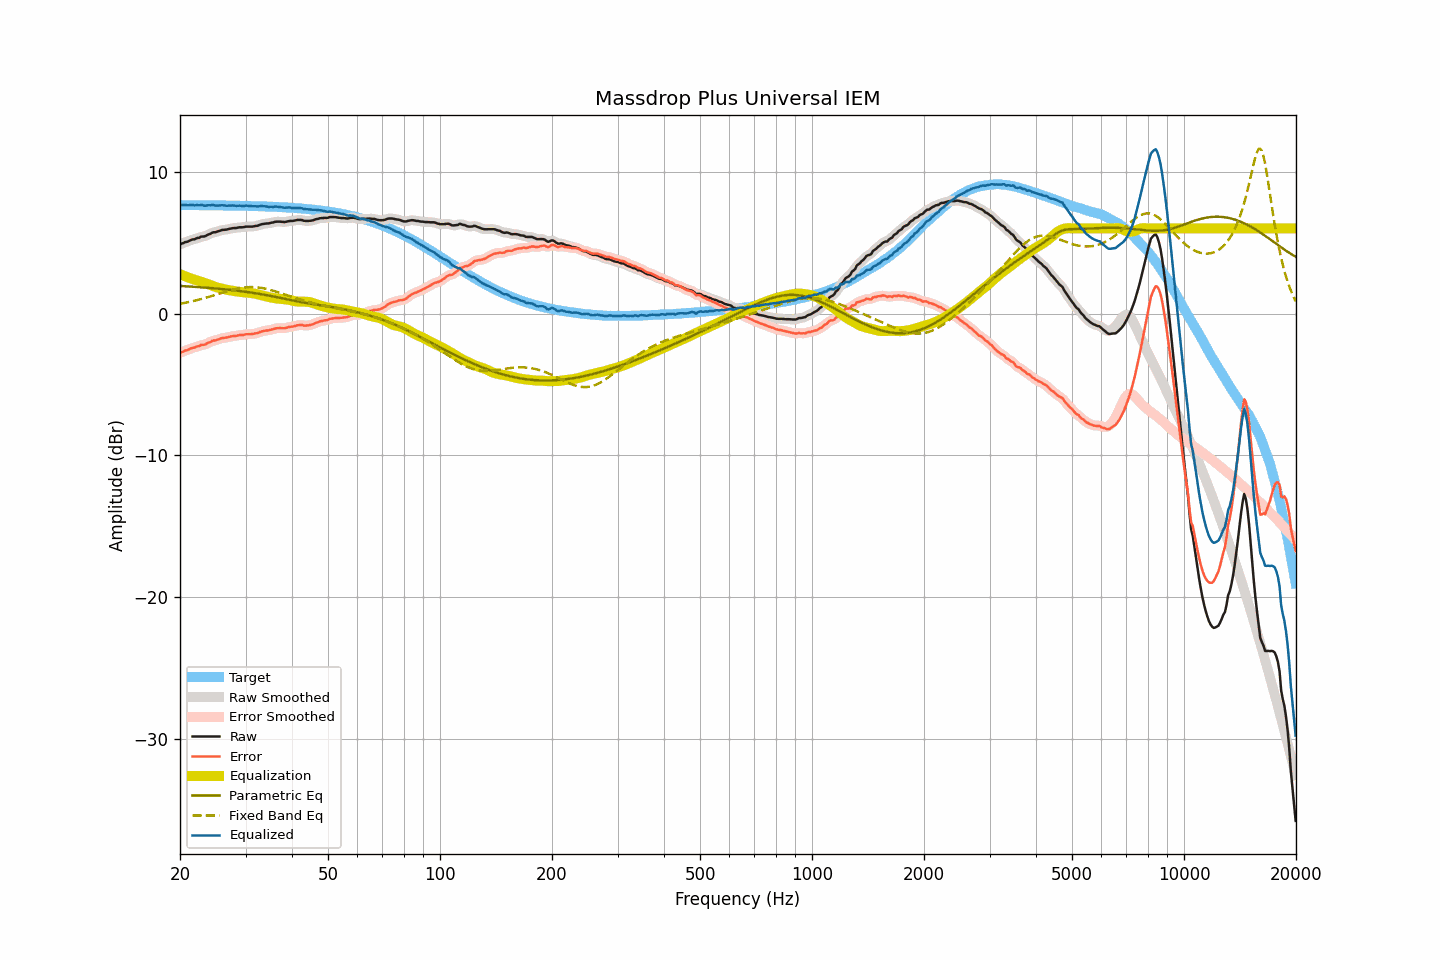 Massdrop Plus Universal IEM
Amplitude (dBr)
10
0
−10
−20
−30
Target
Raw Smoothed
Error Smoothed
Raw
Error
Equalization
Parametric Eq
Fixed Band Eq
Equalized
20 50 100 200 500 1000 2000 5000 10000 20000
Frequency (Hz)